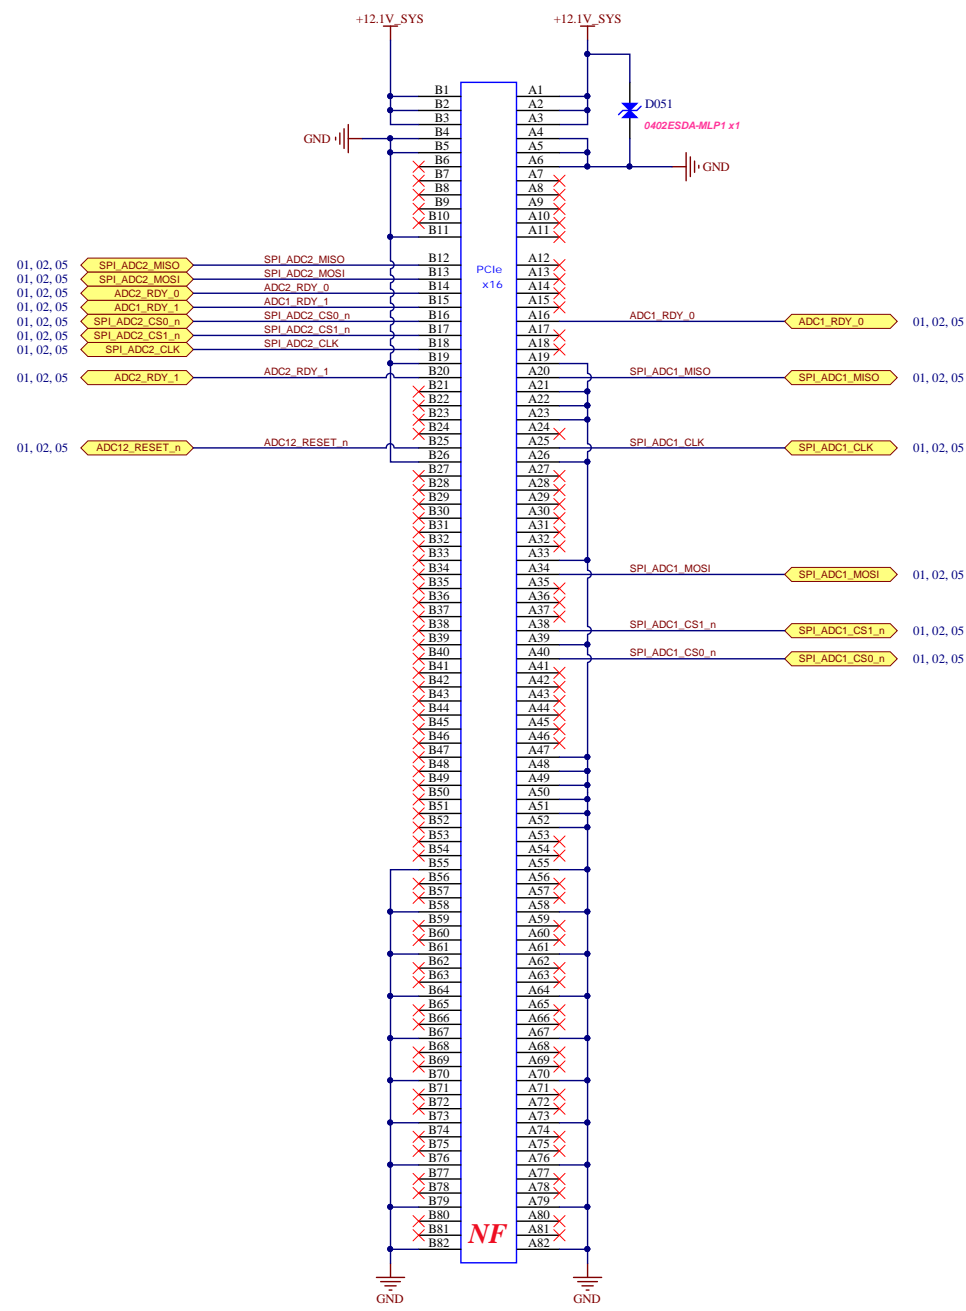 +12.1V_SYS +12.1V_SYS
B1 A1
B2 A2 D051
B3 A3 0402ESDA-MLP1 x1
GND B4 A4
B5 A5
B6 A6 GND
B7 A7
B8 A8
B9 A9
B10 A10
B11 A11
01, 02, 05 SPI_ADC2_MISO SPI_ADC2_MISO B12 A12
01, 02, 05 SPI_ADC2_MOSI SPI_ADC2_MOSI B13 PCIe A13
01, 02, 05 ADC2_RDY_0 ADC2_RDY_0 B14 x16 A14
01, 02, 05 ADC1_RDY_1 ADC1_RDY_1 B15 A15
01, 02, 05 SPI_ADC2_CS0_n SPI_ADC2_CS0_n B16 A16 ADC1_RDY_0 ADC1_RDY_0 01, 02, 05
01, 02, 05 SPI_ADC2_CS1_n SPI_ADC2_CS1_n B17 A17
01, 02, 05 SPI_ADC2_CLK SPI_ADC2_CLK B18 A18
B19 A19
01, 02, 05 ADC2_RDY_1 ADC2_RDY_1 B20 A20 SPI_ADC1_MISO SPI_ADC1_MISO 01, 02, 05
B21 A21
B22 A22
B23 A23
B24 A24
01, 02, 05 ADC12_RESET_n ADC12_RESET_n B25 A25 SPI_ADC1_CLK SPI_ADC1_CLK 01, 02, 05
B26 A26
B27 A27
B28 A28
B29 A29
B30 A30
B31 A31
B32 A32
B33 A33
B34 A34 SPI_ADC1_MOSI SPI_ADC1_MOSI 01, 02, 05
B35 A35
B36 A36
B37 A37
B38 A38 SPI_ADC1_CS1_n SPI_ADC1_CS1_n 01, 02, 05
B39 A39
B40 A40 SPI_ADC1_CS0_n SPI_ADC1_CS0_n 01, 02, 05
B41 A41
B42 A42
B43 A43
B44 A44
B45 A45
B46 A46
B47 A47
B48 A48
B49 A49
B50 A50
B51 A51
B52 A52
B53 A53
B54 A54
B55 A55
B56 A56
B57 A57
B58 A58
B59 A59
B60 A60
B61 A61
B62 A62
B63 A63
B64 A64
B65 A65
B66 A66
B67 A67
B68 A68
B69 A69
B70 A70
B71 A71
B72 A72
B73 A73
B74 A74
B75 A75
B76 A76
B77 A77
B78 A78
B79 A79
B80 A80
B81 NF A81
B82 A82
GND GND